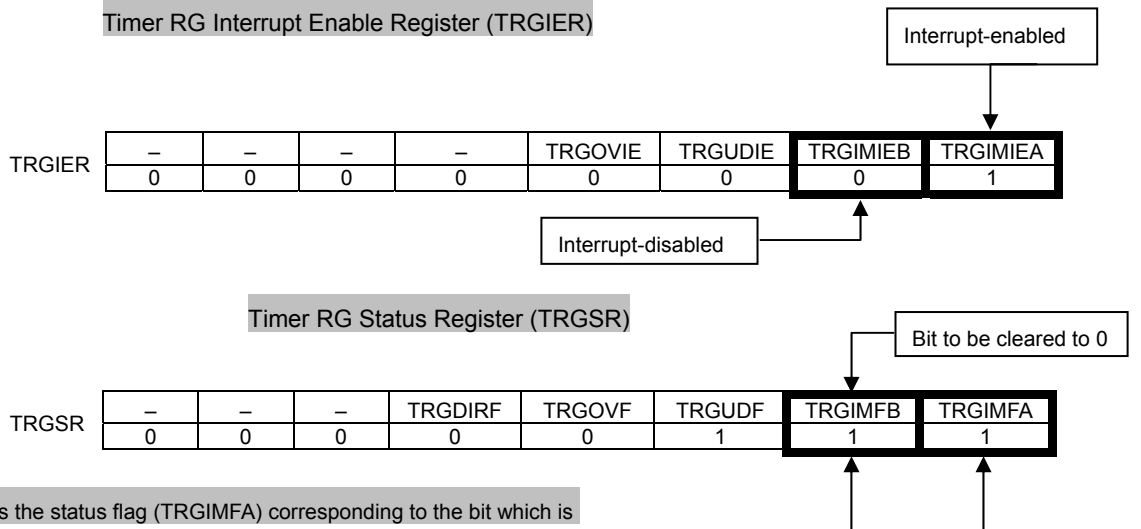 Timer RG Interrupt Enable Register (TRGIER)
Interrupt-enabled
TRGIER – – – – TRGOVIE TRGUDIE TRGIMIEB TRGIMIEA
0 0 0 0 0 0 0 1
Interrupt-disabled
Timer RG Status Register (TRGSR)
Bit to be cleared to 0
TRGSR – – – TRGDIRF TRGOVF TRGUDF TRGIMFB TRGIMFA
0 0 0 0 0 1 1 1
s the status flag (TRGIMFA) corresponding to the bit which is